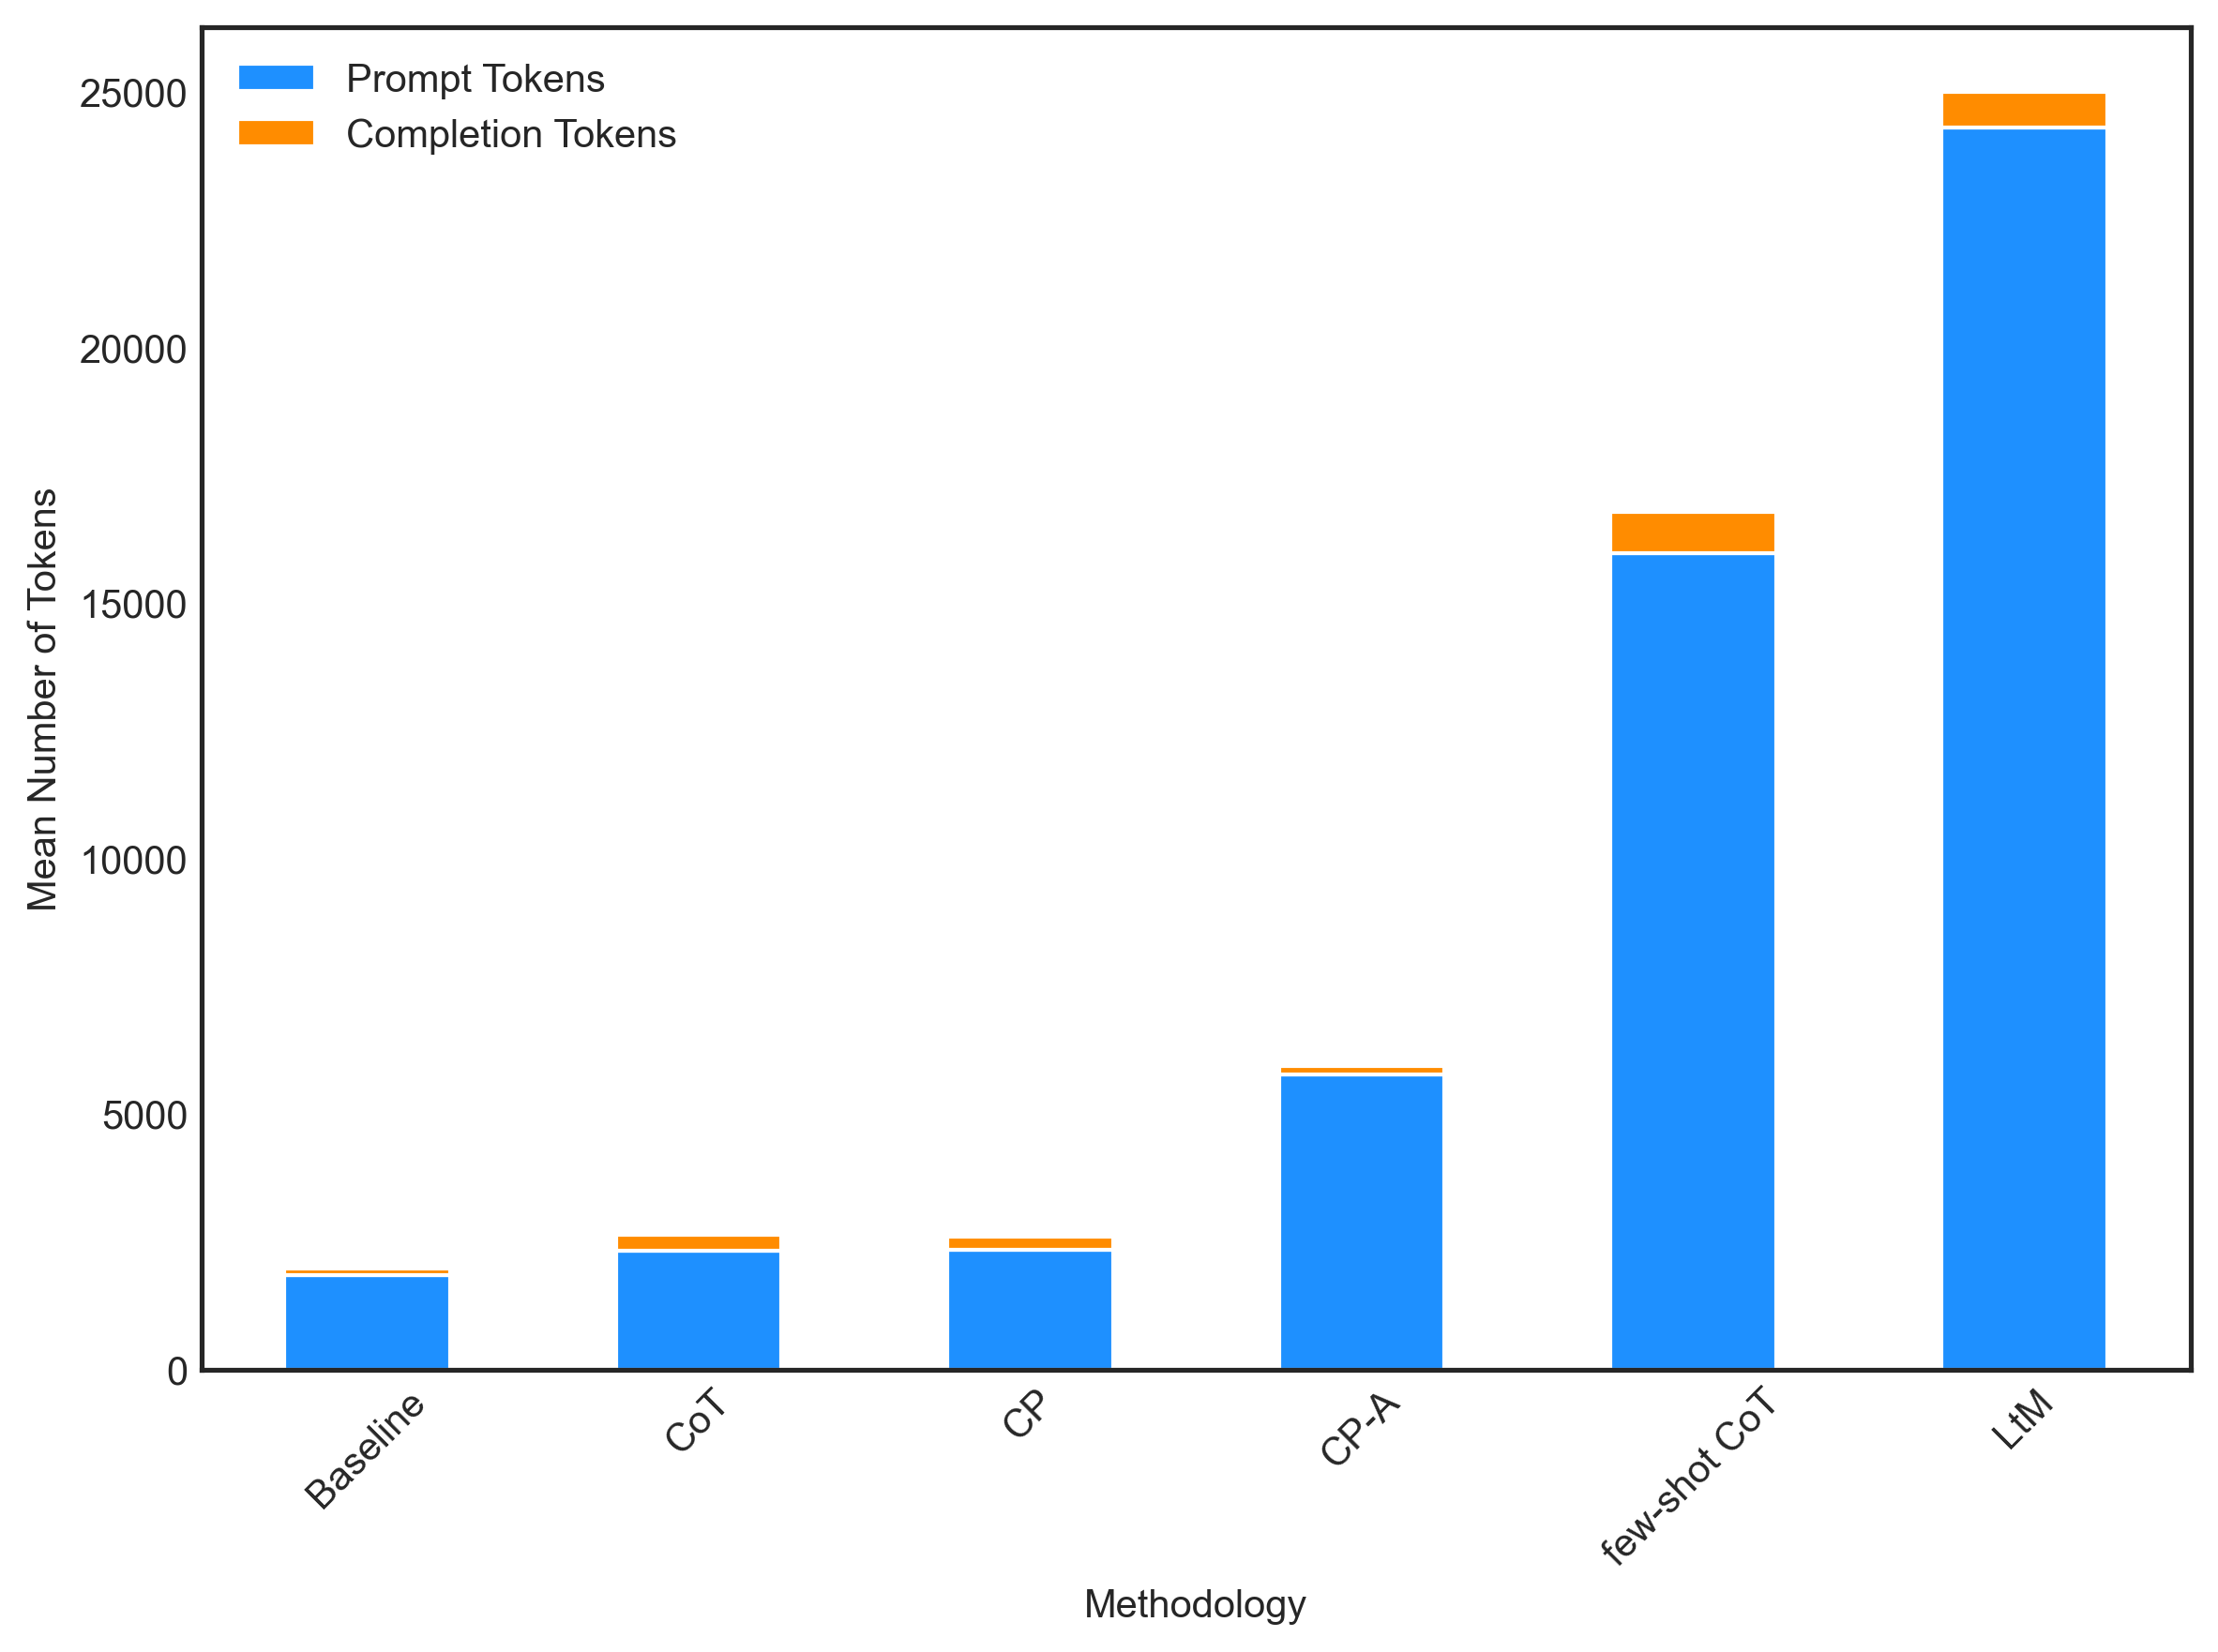 Prompt Tokens
Completion Tokens
25000
20000
15000
10000
5000
0
Mean Number of Tokens
Baseline
CoT
CP
CP-A
few-shot CoT
LtM
Methodology